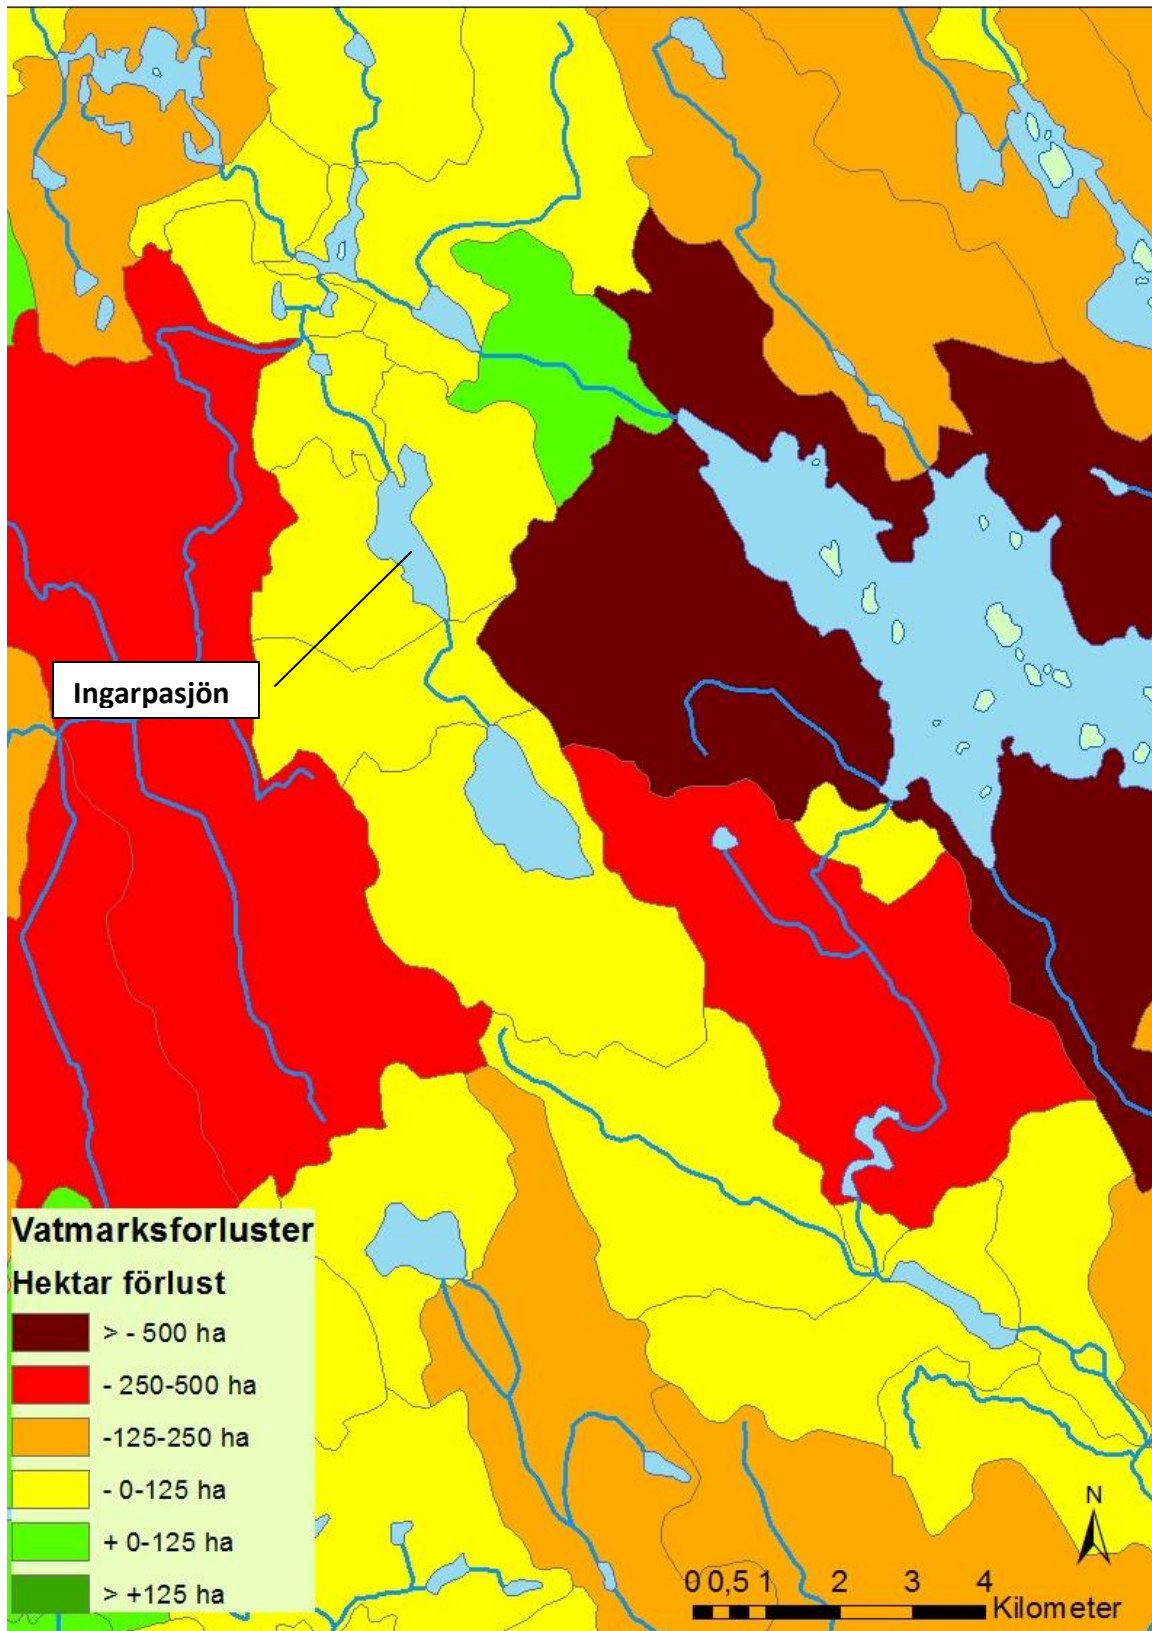 Ingarpasjön
Vatmarksforluster
Hektar förlust
> - 500 ha
- 250-500 ha
-125-250 ha
- 0-125 ha
+ 0-125 ha
> +125 ha
N
0 0,5 1 2 3 4
Kilometer